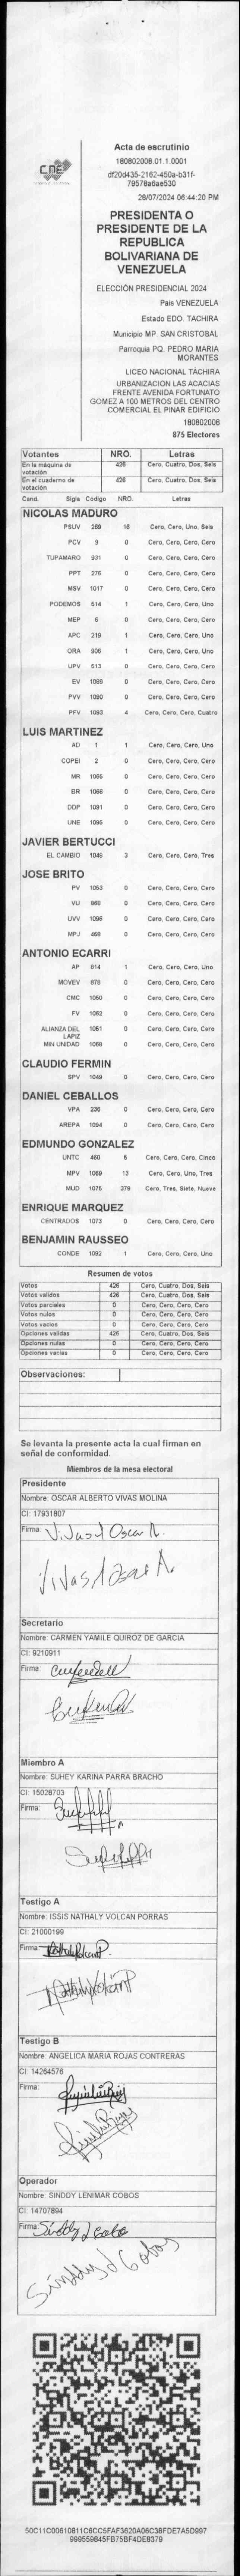 CNE
Acta de escrutinio
180802008.01.1.0001
df20d435-2162-450a-b31f-
79578a6ae530
28/07/2024 06:44:20 PM
PRESIDENTA O
PRESIDENTE DE LA
REPUBLICA
BOLIVARIANA DE
VENEZUELA
ELECCIÓN PRESIDENCIAL 2024
Pais VENEZUELA
Estado EDO. TACHIRA
Municipio MP. SAN CRISTOBAL
Parroquia PQ. PEDRO MARIA
MORANTES
LICEO NACIONAL TÁCHIRA
URBANIZACION LAS ACACIAS
FRENTE AVENIDA FORTUNATO
GOMEZ A 100 METROS DEL CENTRO
COMERCIAL EL PINAR EDIFICIO
180802008
875 Electores
Votantes NRO. Letras
En la máquina de votación 426 Cero, Cuatro, Dos, Seis
En el cuaderno de votación 426 Cero, Cuatro, Dos, Seis
Cand. Sigla Codigo NRO. Letras
NICOLAS MADURO
PSUV 269 16 Cero, Cero, Uno, Seis
PCV 9 0 Cero, Cero, Cero, Cero
TUPAMARO 931 0 Cero, Cero, Cero, Cero
PPT 276 0 Cero, Cero, Cero, Cero
MSV 1017 0 Cero, Cero, Cero, Cero
PODEMOS 514 1 Cero, Cero, Cero, Uno
MEP 6 0 Cero, Cero, Cero, Cero
APC 219 1 Cero, Cero, Cero, Uno
ORA 906 1 Cero, Cero, Cero, Uno
UPV 513 0 Cero, Cero, Cero, Cero
EV 1089 0 Cero, Cero, Cero, Cero
PVV 1090 0 Cero, Cero, Cero, Cero
PFV 1093 4 Cero, Cero, Cero, Cuatro
LUIS MARTINEZ
AD 1 1 Cero, Cero, Cero, Uno
COPEI 2 0 Cero, Cero, Cero, Cero
MR 1065 0 Cero, Cero, Cero, Cero
BR 1066 0 Cero, Cero, Cero, Cero
DDP 1091 0 Cero, Cero, Cero, Cero
UNE 1095 0 Cero, Cero, Cero, Cero
JAVIER BERTUCCI
EL CAMBIO 1048 3 Cero, Cero, Cero, Tres
JOSE BRITO
PV 1053 0 Cero, Cero, Cero, Cero
VU 868 0 Cero, Cero, Cero, Cero
UVV 1096 0 Cero, Cero, Cero, Cero
MPJ 458 0 Cero, Cero, Cero, Cero
ANTONIO ECARRI
AP 814 1 Cero, Cero, Cero, Uno
MOVEV 878 0 Cero, Cero, Cero, Cero
CMC 1050 0 Cero, Cero, Cero, Cero
FV 1082 0 Cero, Cero, Cero, Cero
ALIANZA DEL LAPIZ 1051 0 Cero, Cero, Cero, Cero
MIN UNIDAD 1069 0 Cero, Cero, Cero, Cero
CLAUDIO FERMIN
SPV 1049 0 Cero, Cero, Cero, Cero
DANIEL CEBALLOS
VPA 236 0 Cero, Cero, Cero, Cero
AREPA 1094 0 Cero, Cero, Cero, Cero
EDMUNDO GONZALEZ
UNTC 460 5 Cero, Cero, Cero, Cinco
MPV 1069 13 Cero, Cero, Uno, Tres
MUD 1075 379 Cero, Tres, Siete, Nueve
ENRIQUE MARQUEZ
CENTRADOS 1073 0 Cero, Cero, Cero, Cero
BENJAMIN RAUSSEO
CONDE 1092 1 Cero, Cero, Cero, Uno
Resumen de votos
Votos 426 Cero, Cuatro, Dos, Seis
Votos validos 426 Cero, Cuatro, Dos, Seis
Votos parciales 0 Cero, Cero, Cero, Cero
Votos nulos 0 Cero, Cero, Cero, Cero
Votos vacios 0 Cero, Cero, Cero, Cero
Opciones validas 426 Cero, Cuatro, Dos, Seis
Opciones nulas 0 Cero, Cero, Cero, Cero
Opciones vacias 0 Cero, Cero, Cero, Cero
Observaciones:
Se levanta la presente acta la cual firman en
señal de conformidad.
Miembros de la mesa electoral
Presidente
Nombre: OSCAR ALBERTO VIVAS MOLINA
CI: 17931807
Firma: Vivas Oscar A.
Vivas Oscar A.
Secretario
Nombre: CARMEN YAMILE QUIROZ DE GARCIA
CI: 9210911
Firma:
Miembro A
Nombre: SUHEY KARINA PARRA BRACHO
CI: 15028703
Firma:
Testigo A
Nombre: ISSIS NATHALY VOLCAN PORRAS
CI: 21000199
Firma: NathalyVolcanP.
NathalyVolcanP
Testigo B
Nombre: ANGELICA MARIA ROJAS CONTRERAS
CI: 14264576
Firma:
Operador
Nombre: SINDDY LENIMAR COBOS
CI: 14707894
Firma: Sinddy L Cobos
Sinddy L Cobos
50C11C00610811C6CC5FAF3620A06C3BFDE7A5D997
990559845FB75BF4DE8379